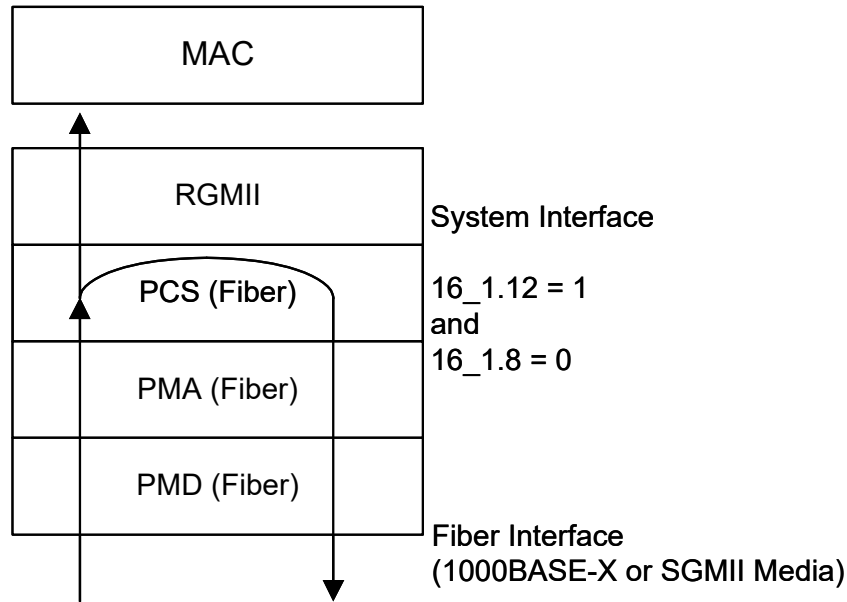 MAC
RGMII
System Interface
PCS (Fiber)
16_1.12 = 1
and
16_1.8 = 0
PMA (Fiber)
PMD (Fiber)
Fiber Interface
(1000BASE-X or SGMII Media)